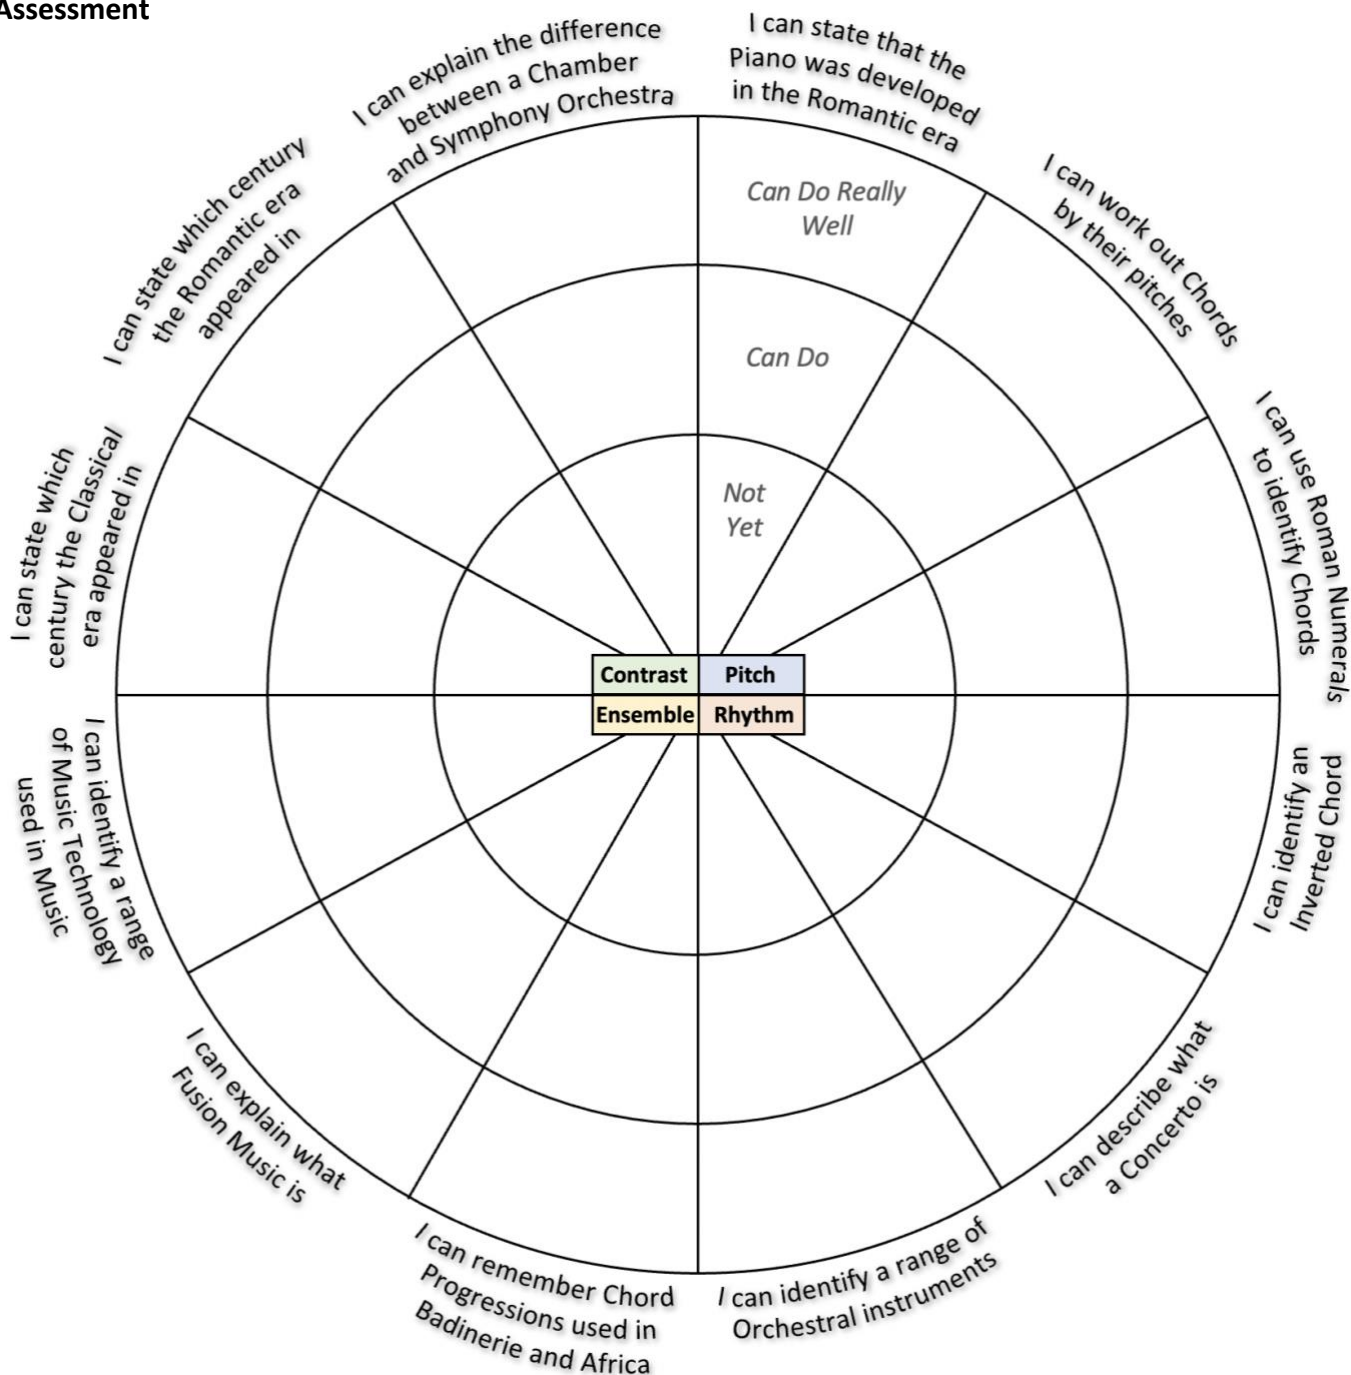 Assessment
I can explain the difference
between a Chamber
and Symphony Orchestra
I can state that the
Piano was developed
in the Romantic era
I can work out Chords
by their pitches
I can use Roman Numerals
to identify Chords
I can identify an
Inverted Chord
I can describe what
a Concerto is
I can identify a range of
Orchestral instruments
I can remember Chord
Progressions used in
Badinerie and Africa
I can explain what
Fusion Music is
I can identify a range
of Music Technology
used in Music
I can state which
century the Classical
era appeared in
I can state which century
the Romantic era
appeared in
Can Do Really
Well
Can Do
Not
Yet
Contrast
Pitch
Ensemble
Rhythm